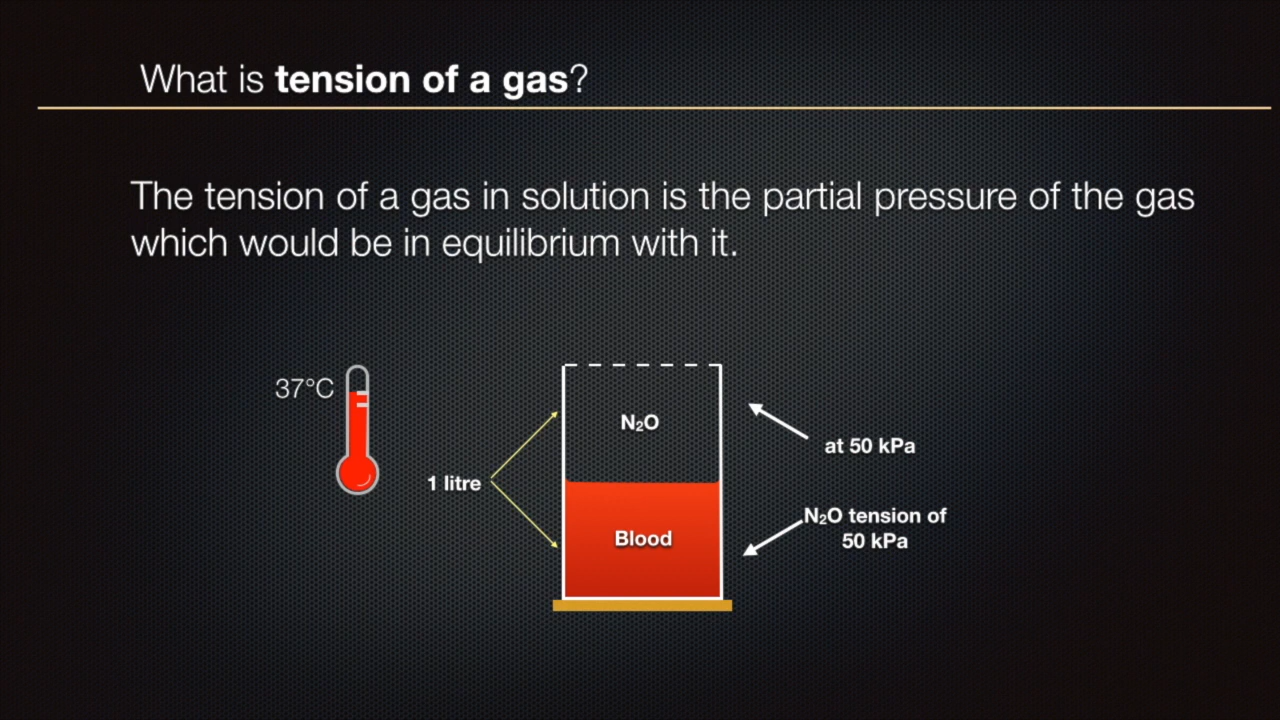 What is tension of a gas?
The tension of a gas in solution is the partial pressure of the gas
which would be in equilibrium with it.
37°C
N₂O
at 50 kPa
1 litre
N₂O tension of
50 kPa
Blood